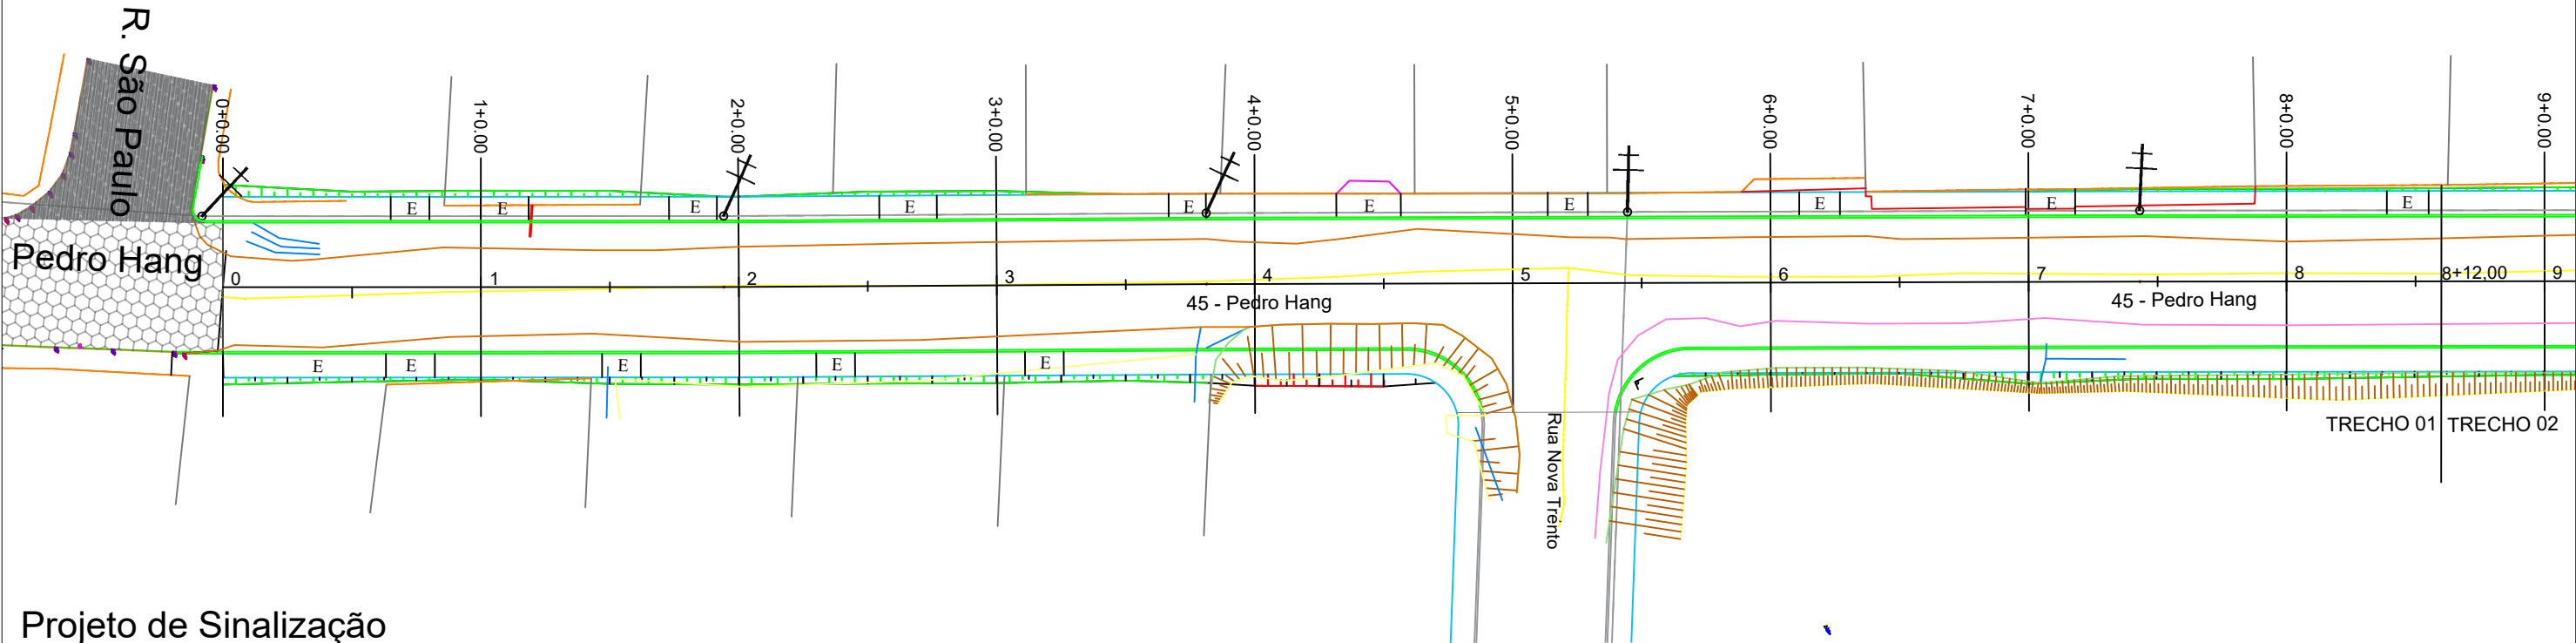 R. São Paulo
0+0.00
1+0.00
2+0.00
3+0.00
4+0.00
5+0.00
6+0.00
7+0.00
8+0.00
9+0.00
E E E E E E E E E E
Pedro Hang
0 1 2 3 4 5 6 7 8 8+12,00 9
45 - Pedro Hang
45 - Pedro Hang
E E E E E
Rua Nova Trento
TRECHO 01 TRECHO 02
Projeto de Sinalização